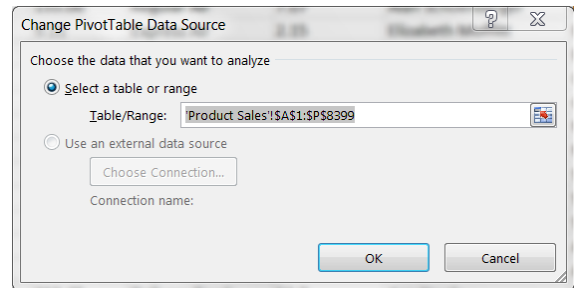 Change PivotTable Data Source
Choose the data that you want to analyze
Select a table or range
Table/Range: 'Product Sales'!$A$1:$P$8399
Use an external data source
Choose Connection...
Connection name:
OK Cancel